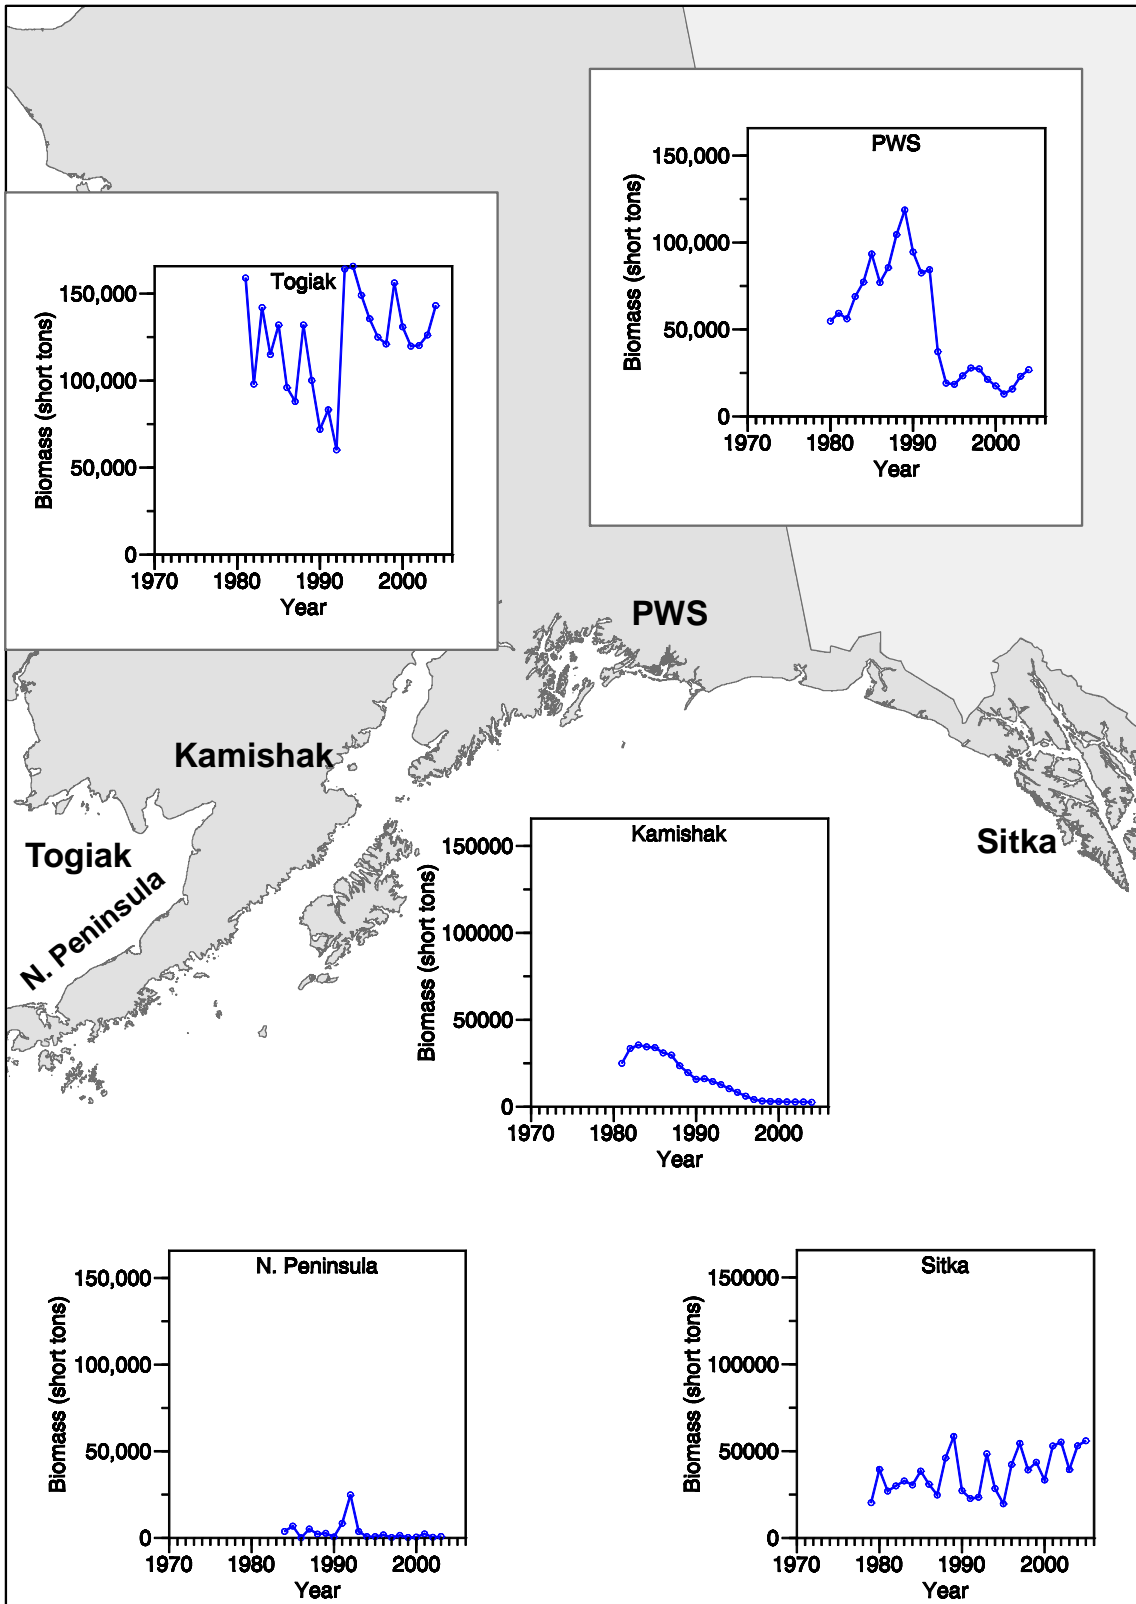 PWS
150,000
100,000
50,000
0
Biomass (short tons)
1970 1980 1990 2000
Year
Togiak
150,000
100,000
50,000
0
Biomass (short tons)
1970 1980 1990 2000
Year
PWS
Kamishak
Togiak
N. Peninsula
Sitka
Kamishak
150000
100000
50000
0
Biomass (short tons)
1970 1980 1990 2000
Year
N. Peninsula
150,000
100,000
50,000
0
Biomass (short tons)
1970 1980 1990 2000
Year
Sitka
150000
100000
50000
0
Biomass (short tons)
1970 1980 1990 2000
Year